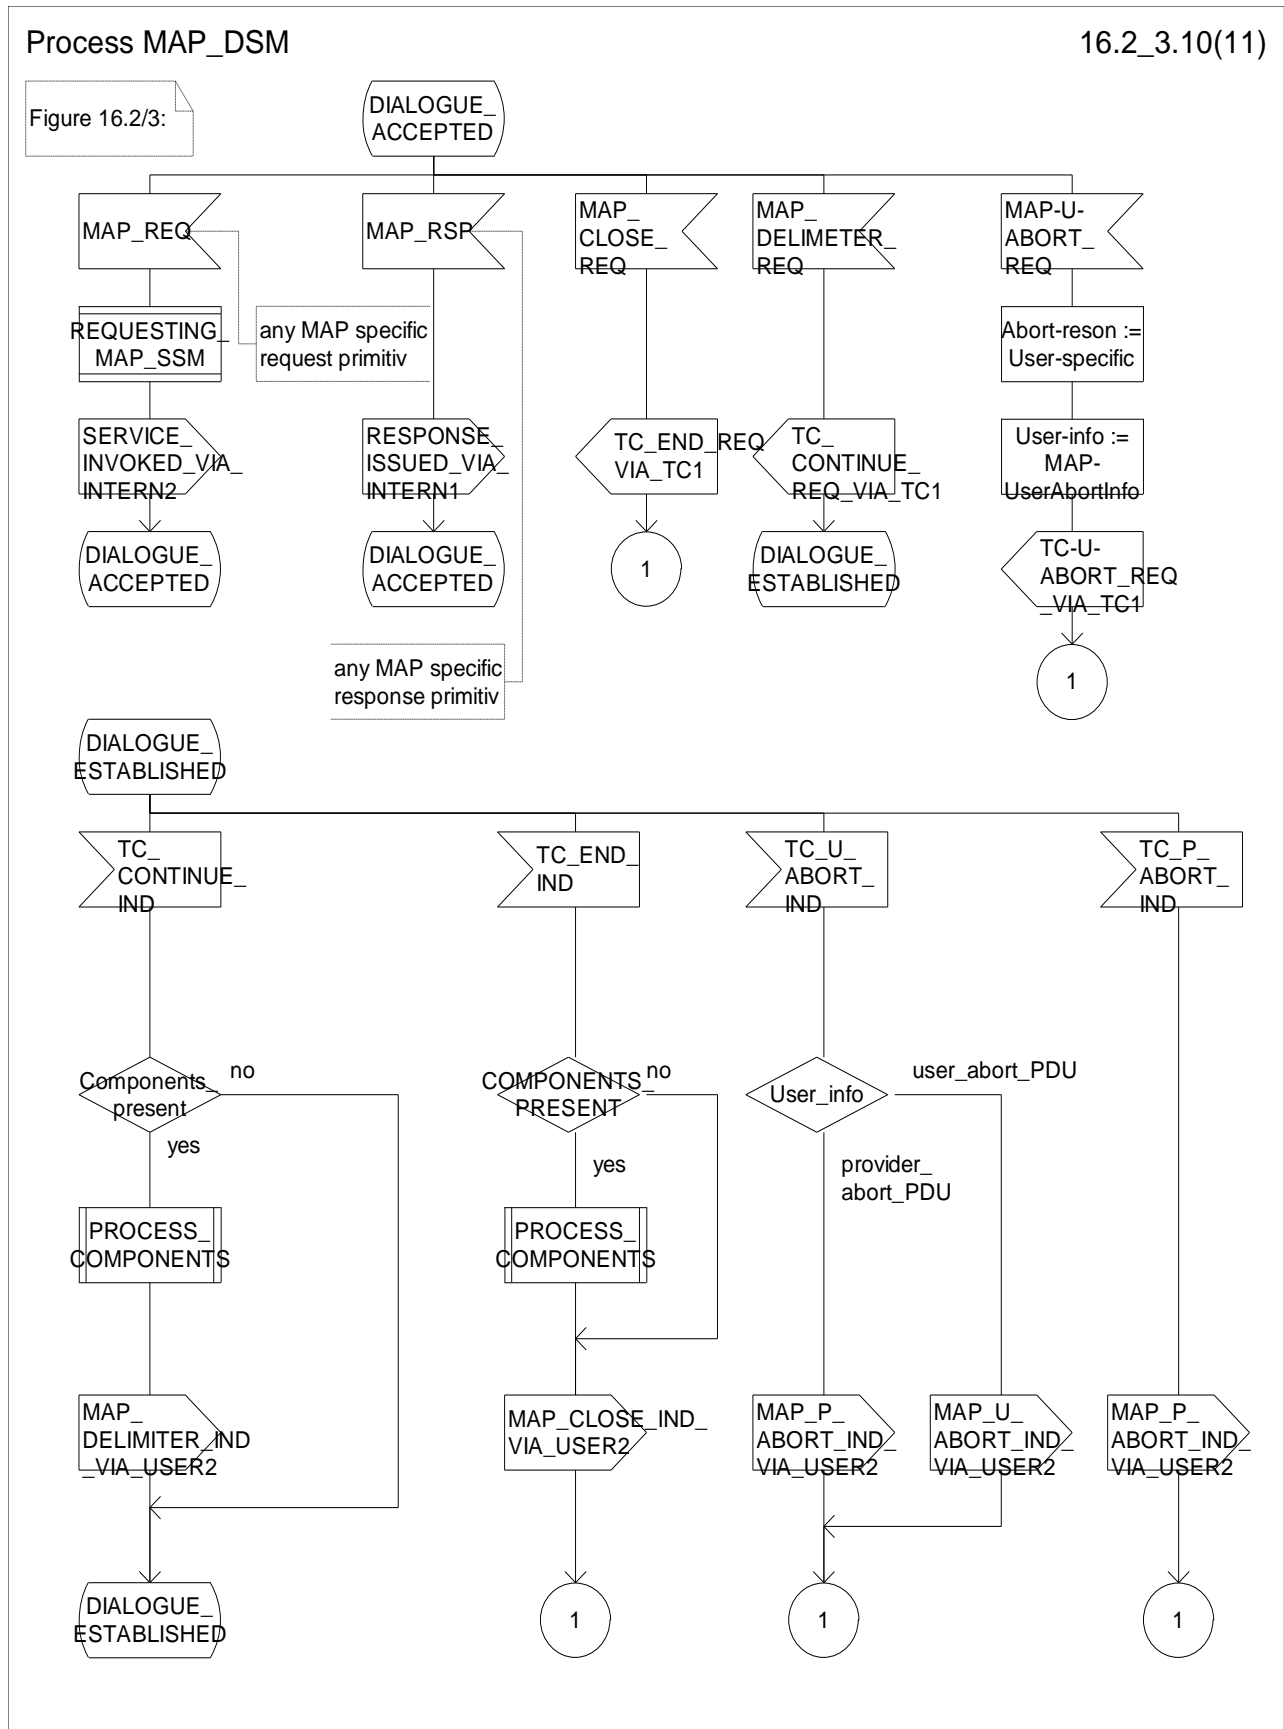 Process MAP_DSM
16.2_3.10(11)
Figure 16.2/3:
DIALOGUE_
ACCEPTED
MAP_REQ
MAP_RSP
MAP_
CLOSE_
REQ
MAP_
DELIMETER_
REQ
MAP-U-
ABORT_
REQ
REQUESTING_
MAP_SSM
any MAP specific
request primitiv
Abort-reson :=
User-specific
SERVICE_
INVOKED_VIA_
INTERN2
RESPONSE_
ISSUED_VIA_
INTERN1
TC_END_REQ
VIA_TC1
TC_
CONTINUE_
REQ_VIA_TC1
User-info :=
MAP-
UserAbortInfo
DIALOGUE_
ACCEPTED
DIALOGUE_
ACCEPTED
1
DIALOGUE_
ESTABLISHED
TC-U-
ABORT_REQ
_VIA_TC1
any MAP specific
response primitiv
1
DIALOGUE_
ESTABLISHED
TC_
CONTINUE_
IND
TC_END_
IND
TC_U_
ABORT_
IND
TC_P_
ABORT_
IND
Components_
present
no
yes
COMPONENTS_
PRESENT
no
yes
User_info
user_abort_PDU
provider_
abort_PDU
PROCESS_
COMPONENTS
PROCESS_
COMPONENTS
MAP_
DELIMITER_IND
_VIA_USER2
MAP_CLOSE_IND_
VIA_USER2
MAP_P_
ABORT_IND_
VIA_USER2
MAP_U_
ABORT_IND_
VIA_USER2
MAP_P_
ABORT_IND_
VIA_USER2
DIALOGUE_
ESTABLISHED
1
1
1